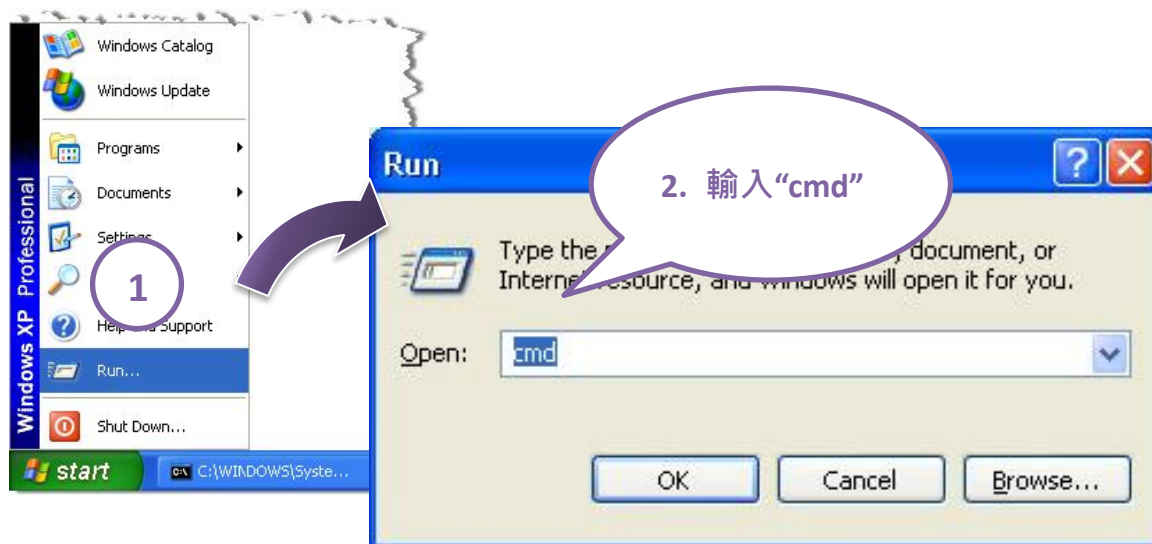 Windows Catalog
Windows Update
Programs
Documents
Settings
1
Help and Support
Run...
Shut Down...
Windows XP Professional
start
C:\WINDOWS\Syste...
Run
2. 輸入“cmd”
Type the document, or
Internet resource, and Windows will open it for you.
Open:
cmd
OK
Cancel
Browse...